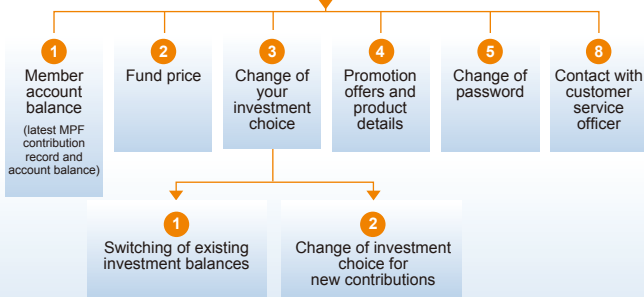 1
Member
account
balance
(latest MPF
contribution
record and
account balance)
2
Fund price
3
Change of
your
investment
choice
4
Promotion
offers and
product
details
5
Change of
password
8
Contact with
customer
service
officer
1
Switching of existing
investment balances
2
Change of investment
choice for
new contributions